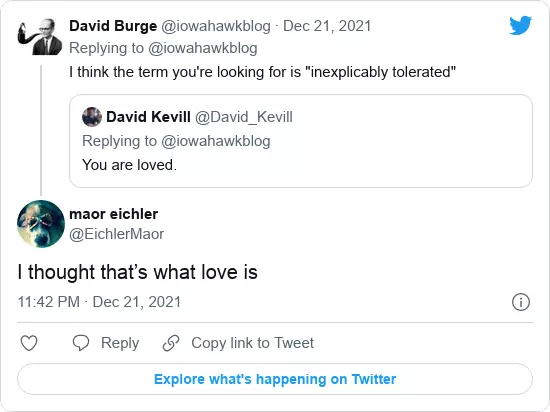 David Burge @iowahawkblog · Dec 21, 2021
Replying to @iowahawkblog
I think the term you're looking for is "inexplicably tolerated"
David Kevill @David_Kevill
Replying to @iowahawkblog
You are loved.
maor eichler
@EichlerMaor
I thought that’s what love is
11:42 PM · Dec 21, 2021
Reply
Copy link to Tweet
Explore what's happening on Twitter